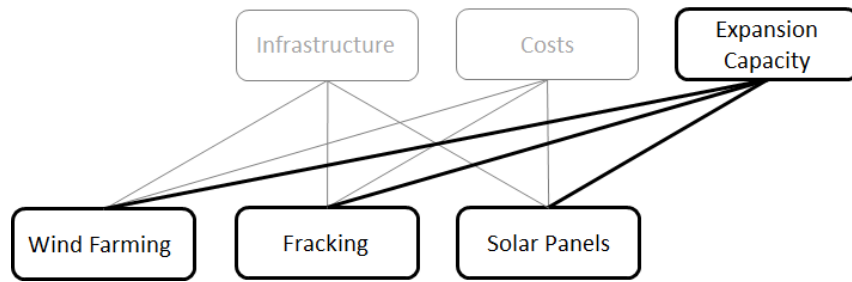 Infrastructure
Costs
Expansion
Capacity
Wind Farming
Fracking
Solar Panels